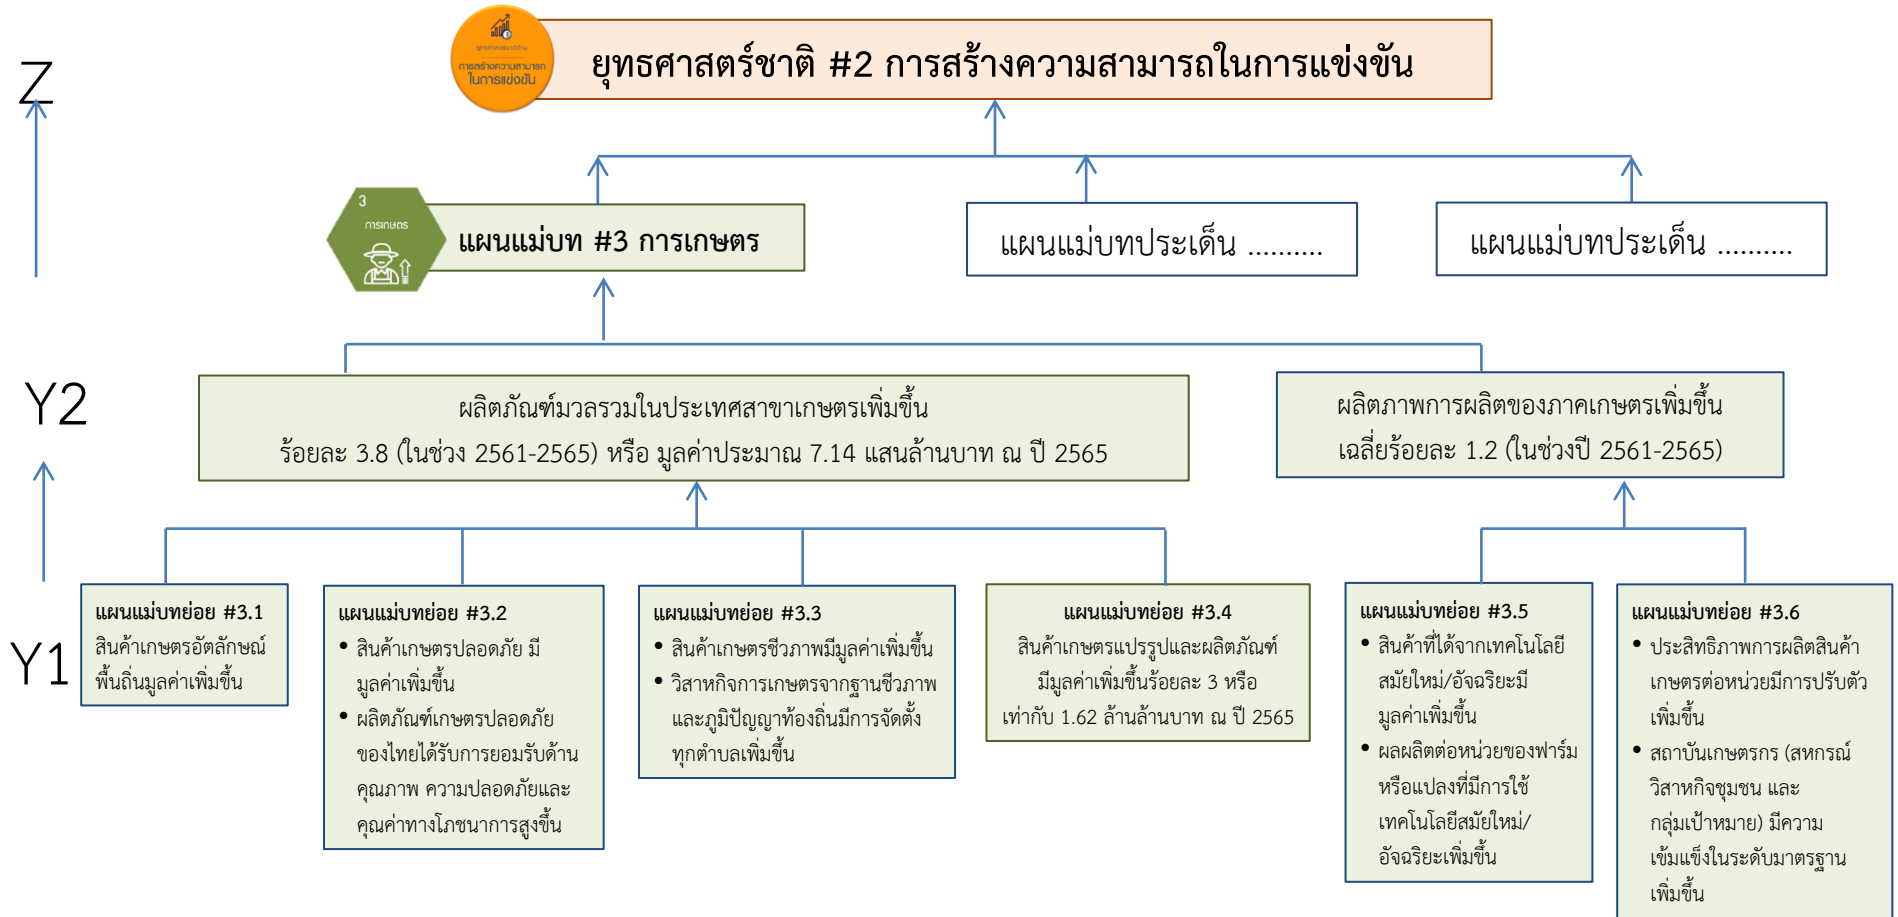 Z
ยุทธศาสตร์ชาติด้าน
การสร้างความสามารถ
ในการแข่งขัน
ยุทธศาสตร์ชาติ #2 การสร้างความสามารถในการแข่งขัน
3
การเกษตร
แผนแม่บท #3 การเกษตร
แผนแม่บทประเด็น ..........
แผนแม่บทประเด็น ..........
Y2
ผลิตภัณฑ์มวลรวมในประเทศสาขาเกษตรเพิ่มขึ้น
ร้อยละ 3.8 (ในช่วง 2561-2565) หรือ มูลค่าประมาณ 7.14 แสนล้านบาท ณ ปี 2565
ผลิตภาพการผลิตของภาคเกษตรเพิ่มขึ้น
เฉลี่ยร้อยละ 1.2 (ในช่วงปี 2561-2565)
Y1
แผนแม่บทย่อย #3.1
สินค้าเกษตรอัตลักษณ์
พื้นถิ่นมูลค่าเพิ่มขึ้น
แผนแม่บทย่อย #3.2
• สินค้าเกษตรปลอดภัย มี
มูลค่าเพิ่มขึ้น
• ผลิตภัณฑ์เกษตรปลอดภัย
ของไทยได้รับการยอมรับด้าน
คุณภาพ ความปลอดภัยและ
คุณค่าทางโภชนาการสูงขึ้น
แผนแม่บทย่อย #3.3
• สินค้าเกษตรชีวภาพมีมูลค่าเพิ่มขึ้น
• วิสาหกิจการเกษตรจากฐานชีวภาพ
และภูมิปัญญาท้องถิ่นมีการจัดตั้ง
ทุกตำบลเพิ่มขึ้น
แผนแม่บทย่อย #3.4
สินค้าเกษตรแปรรูปและผลิตภัณฑ์
มีมูลค่าเพิ่มขึ้นร้อยละ 3 หรือ
เท่ากับ 1.62 ล้านล้านบาท ณ ปี 2565
แผนแม่บทย่อย #3.5
• สินค้าที่ได้จากเทคโนโลยี
สมัยใหม่/อัจฉริยะมี
มูลค่าเพิ่มขึ้น
• ผลผลิตต่อหน่วยของฟาร์ม
หรือแปลงที่มีการใช้
เทคโนโลยีสมัยใหม่/
อัจฉริยะเพิ่มขึ้น
แผนแม่บทย่อย #3.6
• ประสิทธิภาพการผลิตสินค้า
เกษตรต่อหน่วยมีการปรับตัว
เพิ่มขึ้น
• สถาบันเกษตรกร (สหกรณ์
วิสาหกิจชุมชน และ
กลุ่มเป้าหมาย) มีความ
เข้มแข็งในระดับมาตรฐาน
เพิ่มขึ้น